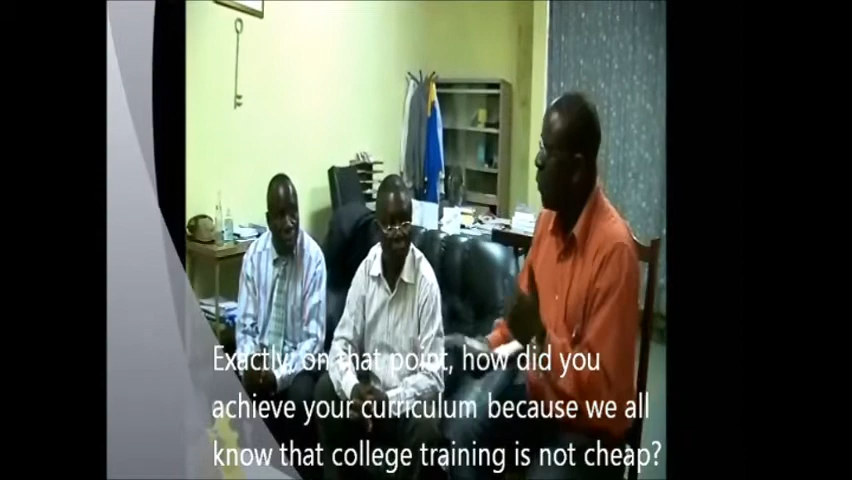 Exactly, on that point, how did you
achieve your curriculum because we all
know that college training is not cheap?